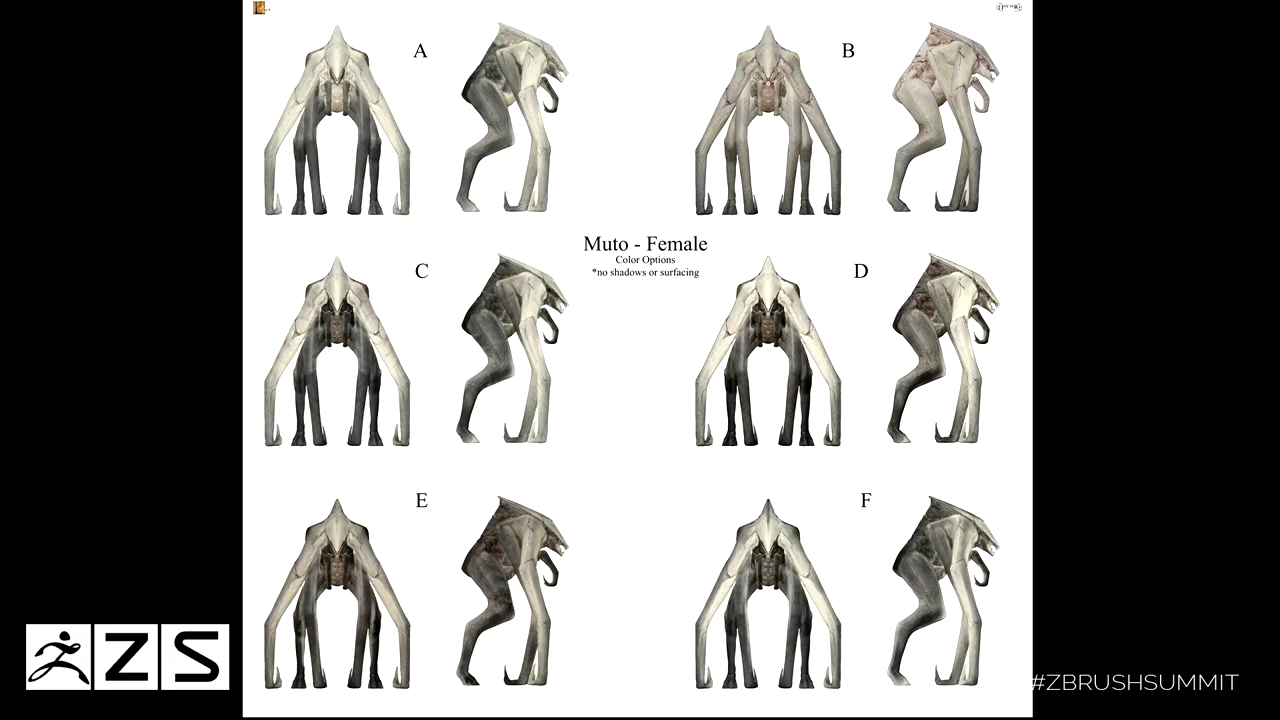 A
B
Muto - Female
Color Options
*no shadows or surfacing
C
D
E
F
ZS
#ZBRUSHSUMMIT